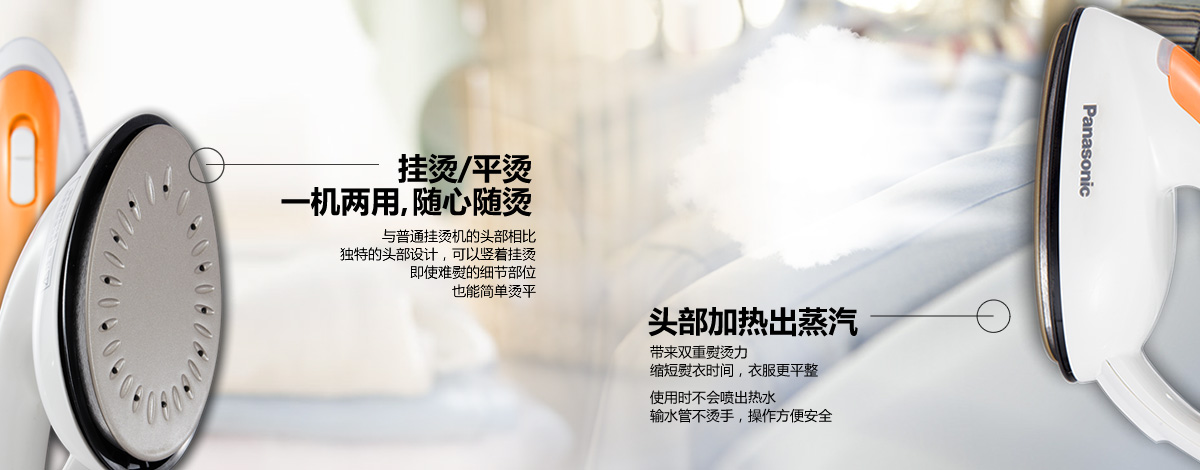 挂烫/平烫
一机两用,随心随烫
与普通挂烫机的头部相比
独特的头部设计，可以竖着挂烫
即使难熨的细节部位
也能简单烫平
头部加热出蒸汽
带来双重熨烫力
缩短熨衣时间，衣服更平整
使用时不会喷出热水
输水管不烫手，操作方便安全
Panasonic